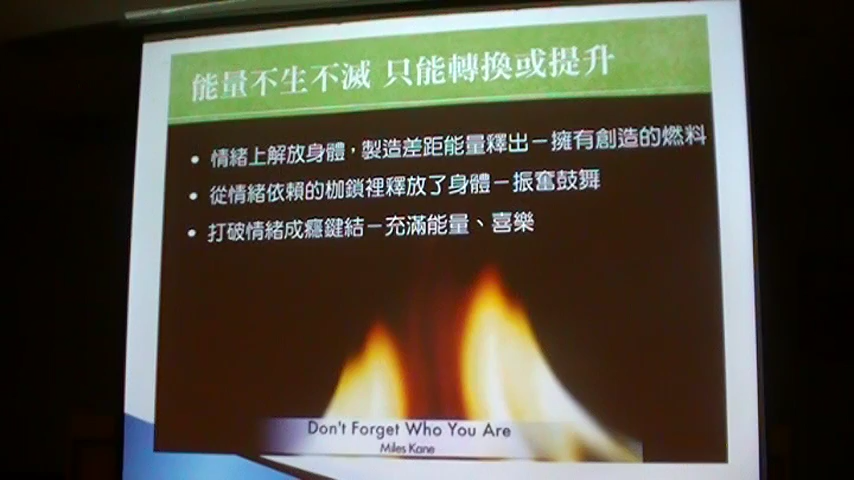 能量不生不滅 只能轉換或提升
• 情緒上解放身體，製造差距能量釋出－擁有創造的燃料
• 從情緒依賴的枷鎖裡釋放了身體－振奮鼓舞
• 打破情緒成癮鍵結－充滿能量、喜樂
Don't Forget Who You Are
Miles Kane